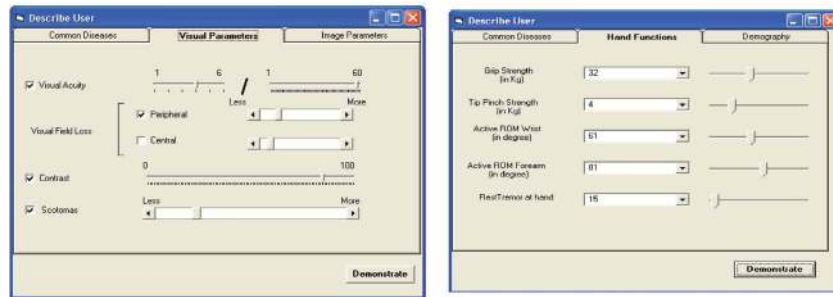 Describe User
Common Diseases Visual Parameters Image Parameters
1 6 / 1 60
Visual Acuity
Less More
Peripheral
Visual Field Loss
Central
0 100
Contrast
Less More
Scotomas
Demonstrate
Describe User
Common Diseases Hand Functions Demography
Grip Strength
(in Kg)
32
Tip Pinch Strength
(in Kg)
4
Active ROM Wrist
(in degree)
61
Active ROM Forearm
(in degree)
81
RestTremor at hand
15
Demonstrate